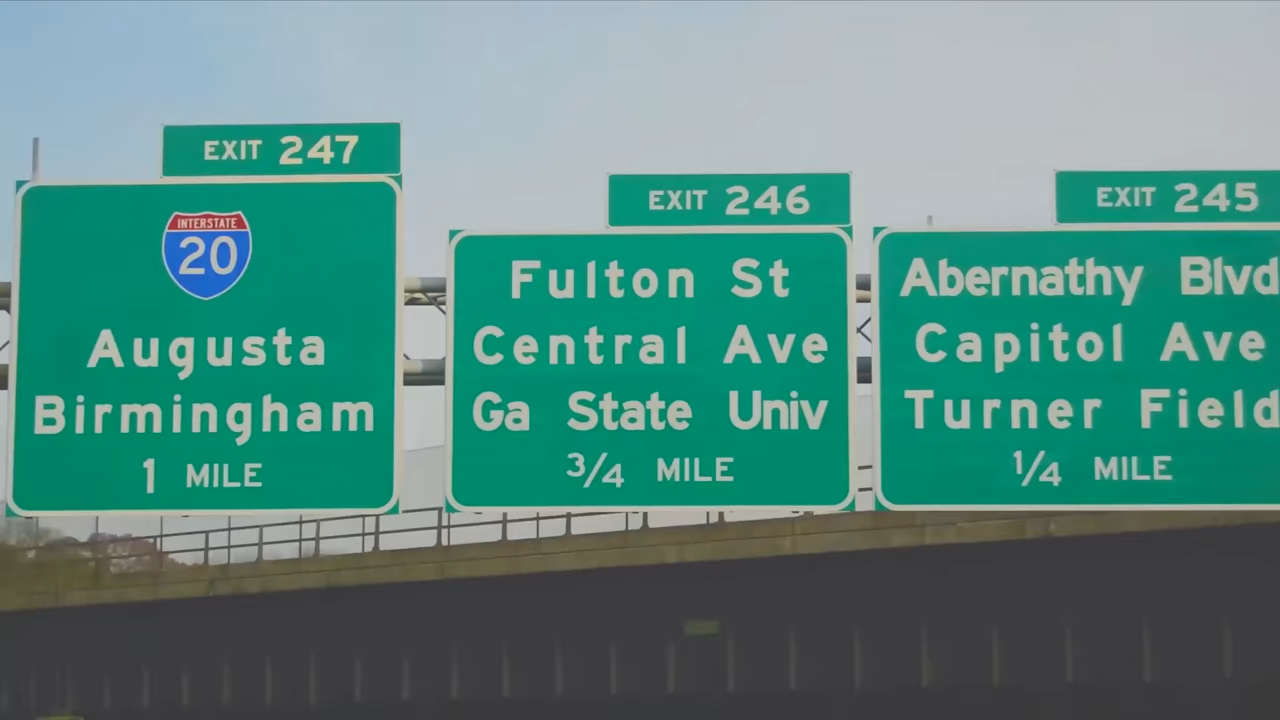 EXIT 247
INTERSTATE
20
Augusta
Birmingham
1 MILE
EXIT 246
Fulton St
Central Ave
Ga State Univ
3/4 MILE
EXIT 245
Abernathy Blvd
Capitol Ave
Turner Field
1/4 MILE